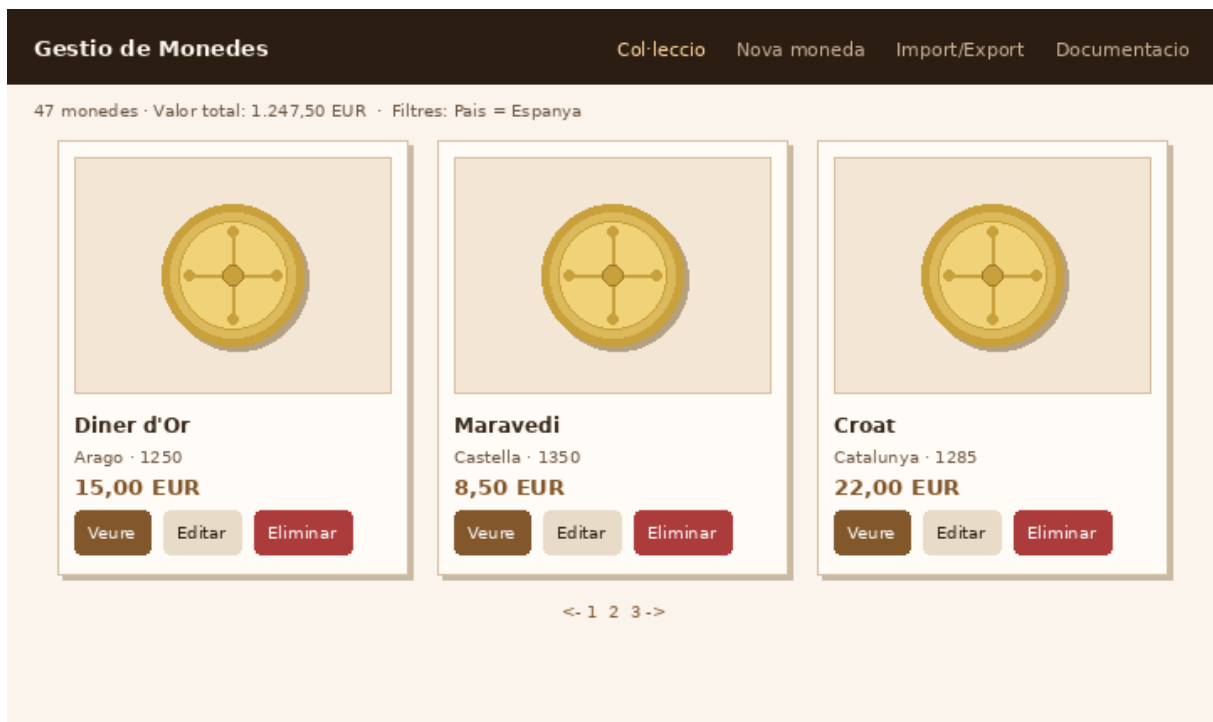 Gestio de Monedes Col·leccio Nova moneda Import/Export Documentacio
47 monedes · Valor total: 1.247,50 EUR · Filtres: Pais = Espanya
Diner d'Or
Arago · 1250
15,00 EUR
Veure Editar Eliminar
Maravedi
Castella · 1350
8,50 EUR
Veure Editar Eliminar
Croat
Catalunya · 1285
22,00 EUR
Veure Editar Eliminar
<- 1 2 3 ->